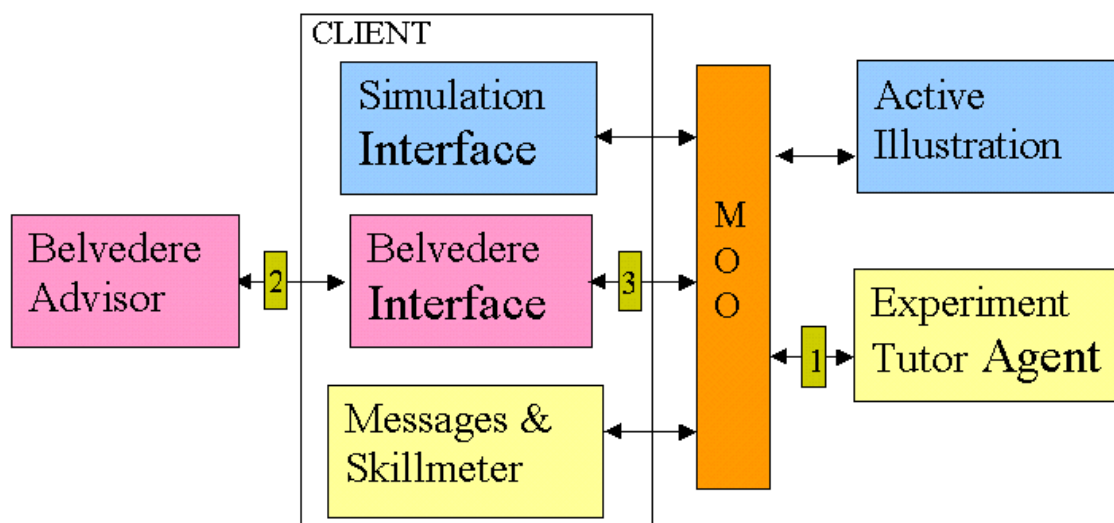 CLIENT
Simulation
Interface
Active
Illustration
M
O
O
Belvedere
Advisor
2
Belvedere
Interface
3
Experiment
Tutor Agent
1
Messages &
Skillmeter